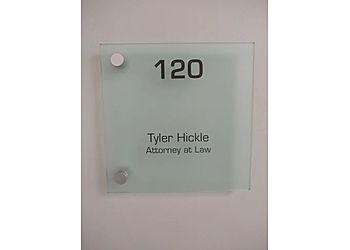 120
Tyler Hickle
Attorney at Law